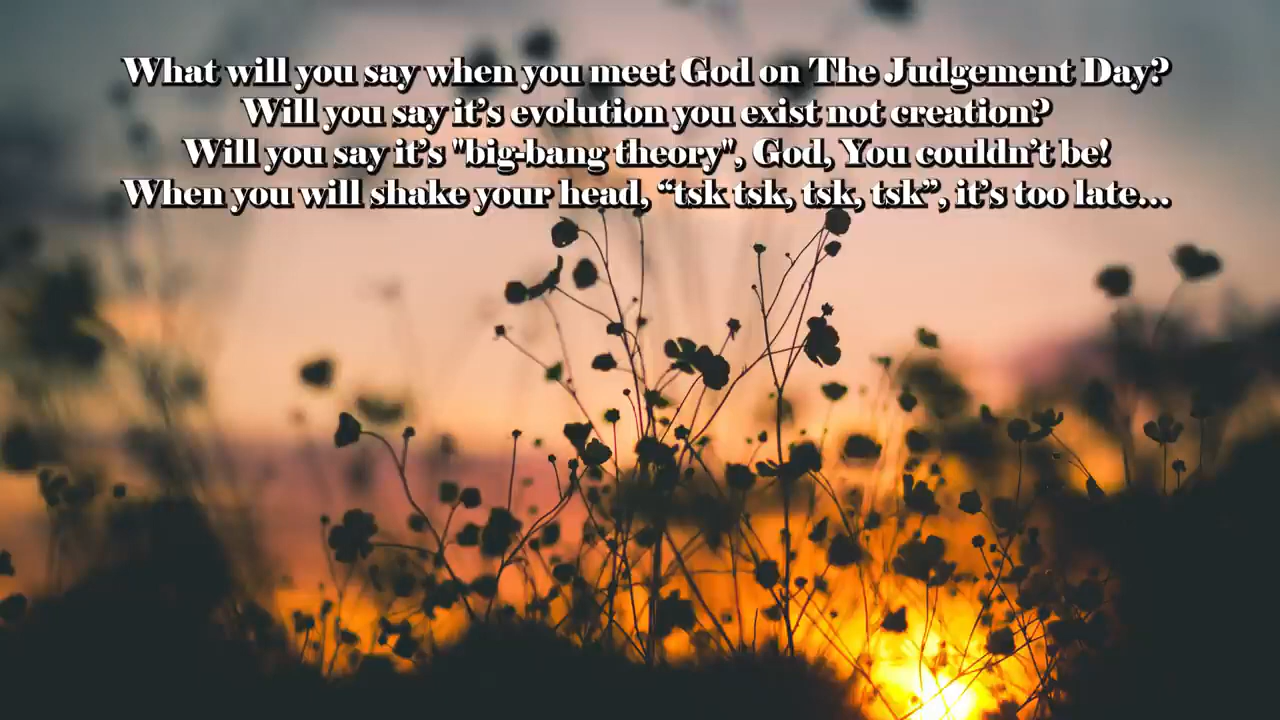 What will you say when you meet God on The Judgement Day?
Will you say it’s evolution you exist not creation?
Will you say it’s "big-bang theory", God, You couldn’t be!
When you will shake your head, “tsk tsk, tsk, tsk”, it’s too late...